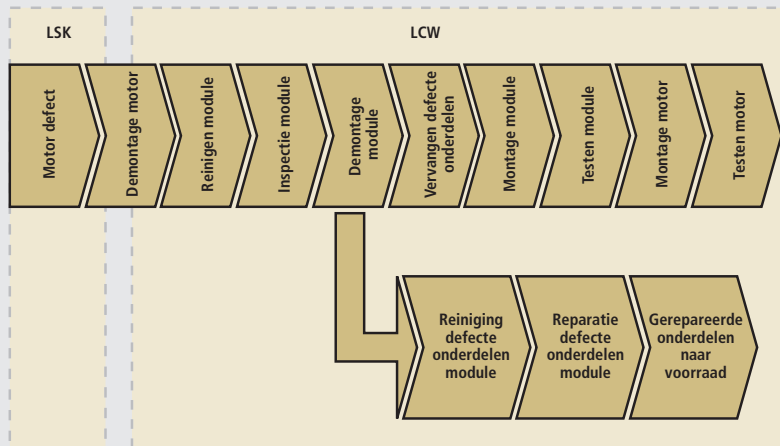 LSK
LCW
Motor defect
Demontage motor
Reinigen module
Inspectie module
Demontage
module
Vervangen defecte
onderdelen
Montage module
Testen module
Montage motor
Testen motor
Reiniging
defecte
onderdelen
module
Reparatie
defecte
onderdelen
module
Gerepareerde
onderdelen
naar
voorraad